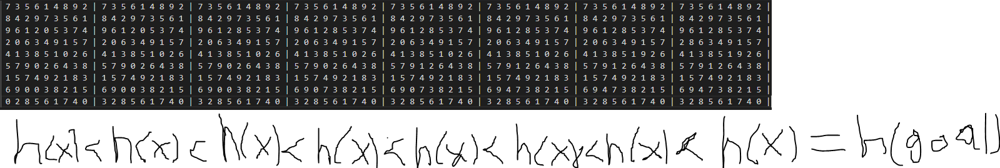 7 3 5 6 1 4 8 9 2 | 7 3 5 6 1 4 8 9 2 | 7 3 5 6 1 4 8 9 2 | 7 3 5 6 1 4 8 9 2 | 7 3 5 6 1 4 8 9 2 | 7 3 5 6 1 4 8 9 2 | 7 3 5 6 1 4 8 9 2 | 7 3 5 6 1 4 8 9 2 |
8 4 2 9 7 3 5 6 1 | 8 4 2 9 7 3 5 6 1 | 8 4 2 9 7 3 5 6 1 | 8 4 2 9 7 3 5 6 1 | 8 4 2 9 7 3 5 6 1 | 8 4 2 9 7 3 5 6 1 | 8 4 2 9 7 3 5 6 1 | 8 4 2 9 7 3 5 6 1 |
9 6 1 2 0 5 3 7 4 | 9 6 1 2 0 5 3 7 4 | 9 6 1 2 8 5 3 7 4 | 9 6 1 2 8 5 3 7 4 | 9 6 1 2 8 5 3 7 4 | 9 6 1 2 8 5 3 7 4 | 9 6 1 2 8 5 3 7 4 | 9 6 1 2 8 5 3 7 4 |
2 0 6 3 4 9 1 5 7 | 2 0 6 3 4 9 1 5 7 | 2 0 6 3 4 9 1 5 7 | 2 0 6 3 4 9 1 5 7 | 2 0 6 3 4 9 1 5 7 | 2 0 6 3 4 9 1 5 7 | 2 0 6 3 4 9 1 5 7 | 2 8 6 3 4 9 1 5 7 |
4 1 3 8 5 1 0 2 6 | 4 1 3 8 5 1 0 2 6 | 4 1 3 8 5 1 0 2 6 | 4 1 3 8 5 1 0 2 6 | 4 1 3 8 5 1 0 2 6 | 4 1 3 8 5 1 0 2 6 | 4 1 3 8 5 1 9 2 6 | 4 1 3 8 5 1 9 2 6 |
5 7 9 0 2 6 4 3 8 | 5 7 9 0 2 6 4 3 8 | 5 7 9 0 2 6 4 3 8 | 5 7 9 0 2 6 4 3 8 | 5 7 9 1 2 6 4 3 8 | 5 7 9 1 2 6 4 3 8 | 5 7 9 1 2 6 4 3 8 | 5 7 9 1 2 6 4 3 8 |
1 5 7 4 9 2 1 8 3 | 1 5 7 4 9 2 1 8 3 | 1 5 7 4 9 2 1 8 3 | 1 5 7 4 9 2 1 8 3 | 1 5 7 4 9 2 1 8 3 | 1 5 7 4 9 2 1 8 3 | 1 5 7 4 9 2 1 8 3 | 1 5 7 4 9 2 1 8 3 |
6 9 0 0 3 8 2 1 5 | 6 9 0 0 3 8 2 1 5 | 6 9 0 0 3 8 2 1 5 | 6 9 0 7 3 8 2 1 5 | 6 9 0 7 3 8 2 1 5 | 6 9 4 7 3 8 2 1 5 | 6 9 4 7 3 8 2 1 5 | 6 9 4 7 3 8 2 1 5 |
0 2 8 5 6 1 7 4 0 | 3 2 8 5 6 1 7 4 0 | 3 2 8 5 6 1 7 4 0 | 3 2 8 5 6 1 7 4 0 | 3 2 8 5 6 1 7 4 0 | 3 2 8 5 6 1 7 4 0 | 3 2 8 5 6 1 7 4 0 | 3 2 8 5 6 1 7 4 0 |
h(x)<h(x)<h(x)<h(x)<h(x)<h(x)<h(x)<h(x)=h(goal)